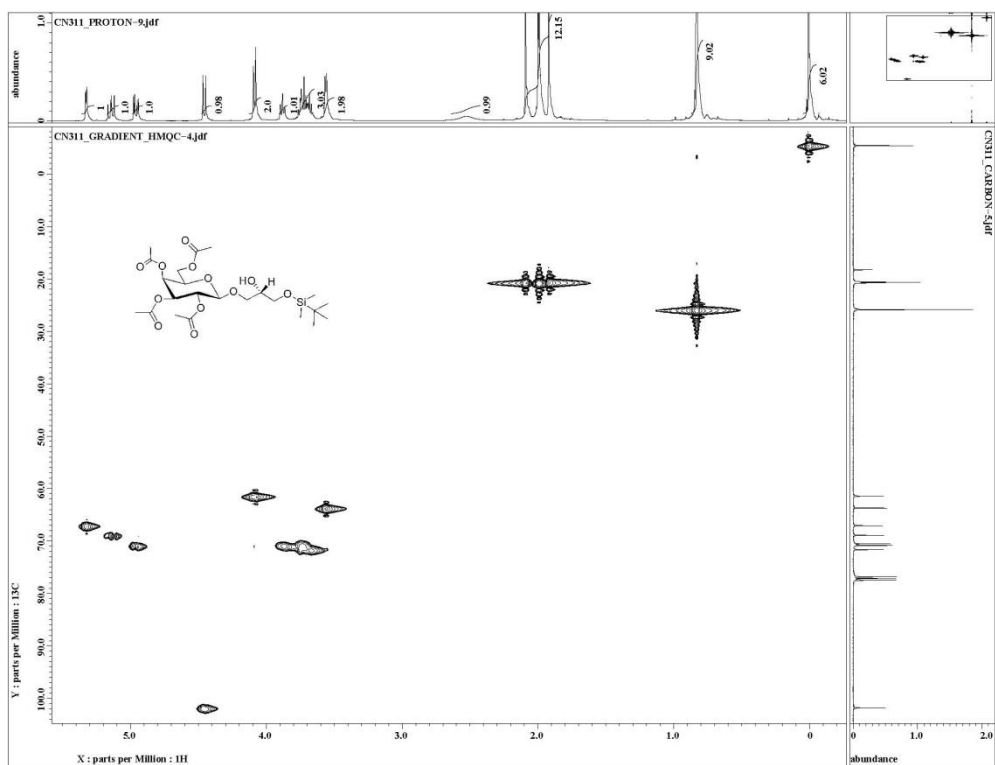 CN311_PROTON-9.jdf
abundance
0 1.0
1 1.0 1.0 0.98 2.0 1.01 3.03 1.98 0.99 12.15 9.02 6.02
CN311_GRADIENT_HMQC-4.jdf
O O O O
HO H
O O O
O Si
O O
O O
Y : parts per Million : 13C
0 10.0 20.0 30.0 40.0 50.0 60.0 70.0 80.0 90.0 100.0
5.0 4.0 3.0 2.0 1.0 0
X : parts per Million : 1H
CN311_CARBON-5.jdf
0 1.0 2.0
abundance